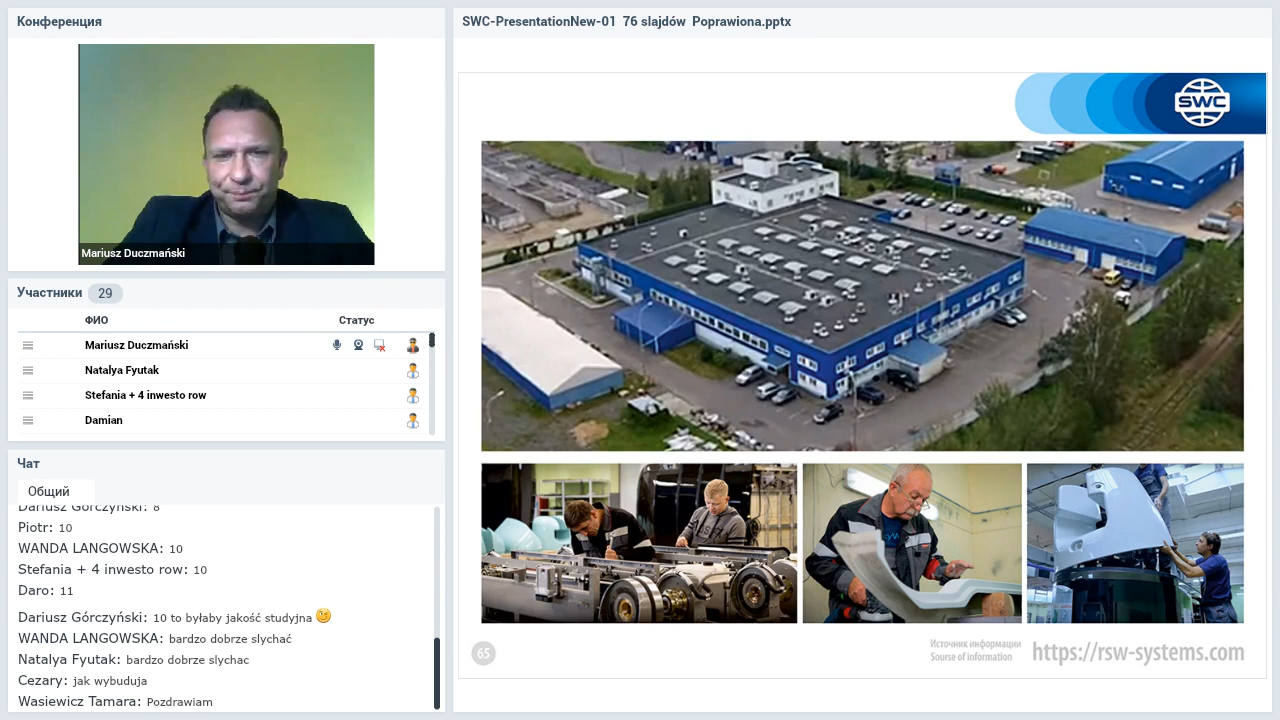 Конференция
Mariusz Duczmański
Участники 29
ФИО Статус
Mariusz Duczmański
Natalya Fyutak
Stefania + 4 inwesto row
Damian
Чат
Общий
Dariusz Górczyński: 8
Piotr: 10
WANDA LANGOWSKA: 10
Stefania + 4 inwesto row: 10
Daro: 11
Dariusz Górczyński: 10 to byłaby jakość studyjna
WANDA LANGOWSKA: bardzo dobrze slychać
Natalya Fyutak: bardzo dobrze slychac
Cezary: jak wybuduja
Wasiewicz Tamara: Pozdrawiam
SWC-PresentationNew-01 76 slajdów Poprawiona.pptx
SWC
65
Источник информации
Sourse of information
https://rsw-systems.com